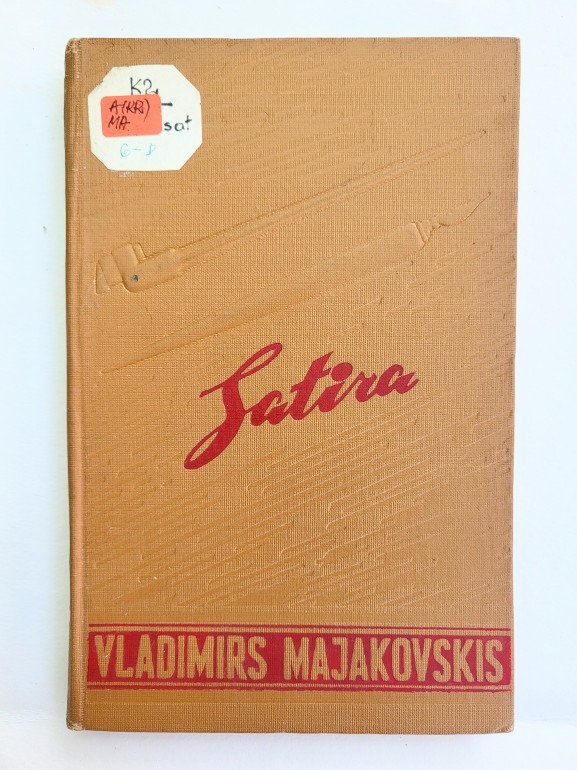 K2
A(KR)
MA sat
G-D
Satira
VLADIMIRS MAJAKOVSKIS